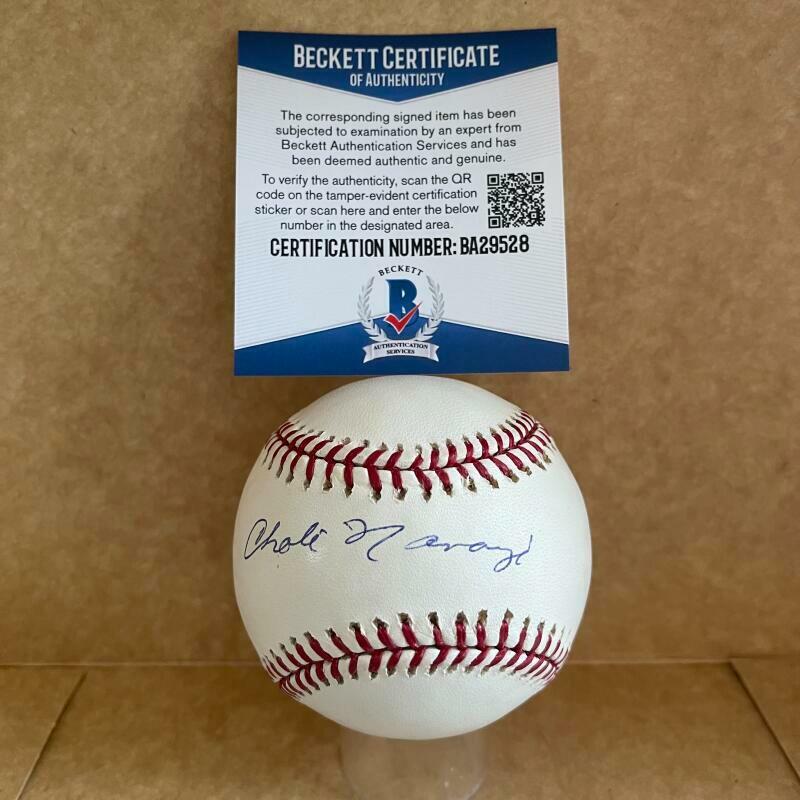 BECKETT CERTIFICATE
OF AUTHENTICITY
The corresponding signed item has been
subjected to examination by an expert from
Beckett Authentication Services and has
been deemed authentic and genuine.
To verify the authenticity, scan the QR
code on the tamper-evident certification
sticker or scan here and enter the below
number in the designated area.
CERTIFICATION NUMBER: BA29528
BECKETT
B
AUTHENTICATION
SERVICES
Choli Naranjo